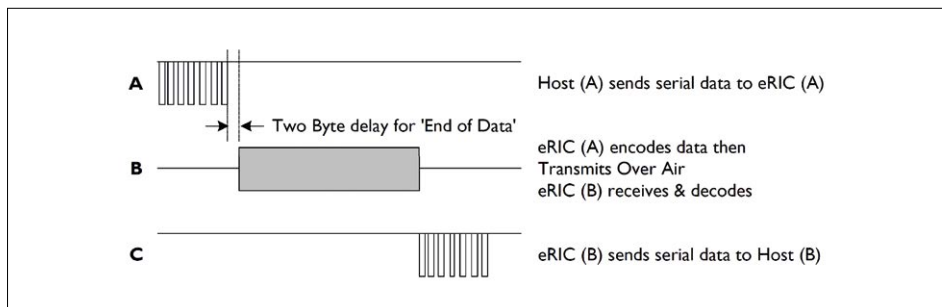 A
Host (A) sends serial data to eRIC (A)
Two Byte delay for 'End of Data'
B
eRIC (A) encodes data then
Transmits Over Air
eRIC (B) receives & decodes
C
eRIC (B) sends serial data to Host (B)